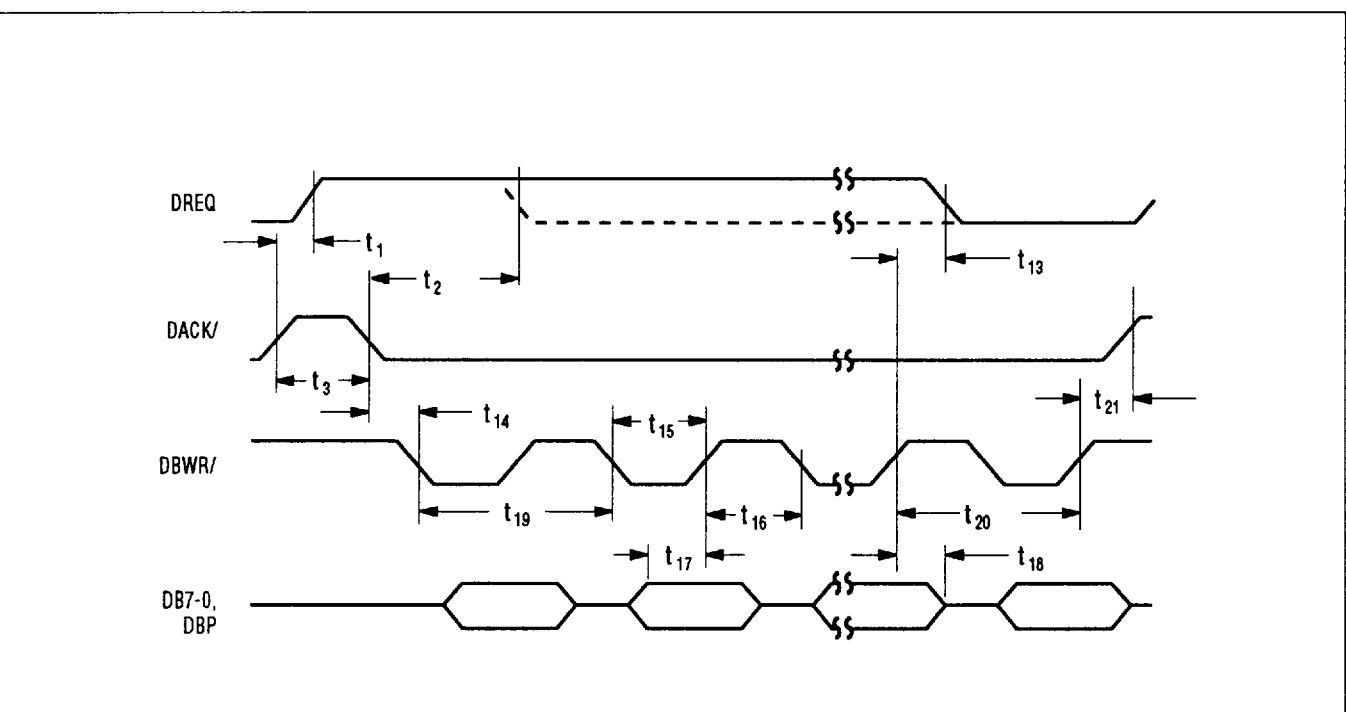 DREQ
t1
t13
t2
DACK/
t3
t21
t14
t15
DBWR/
t19
t16
t20
t17
t18
DB7-0,
DBP